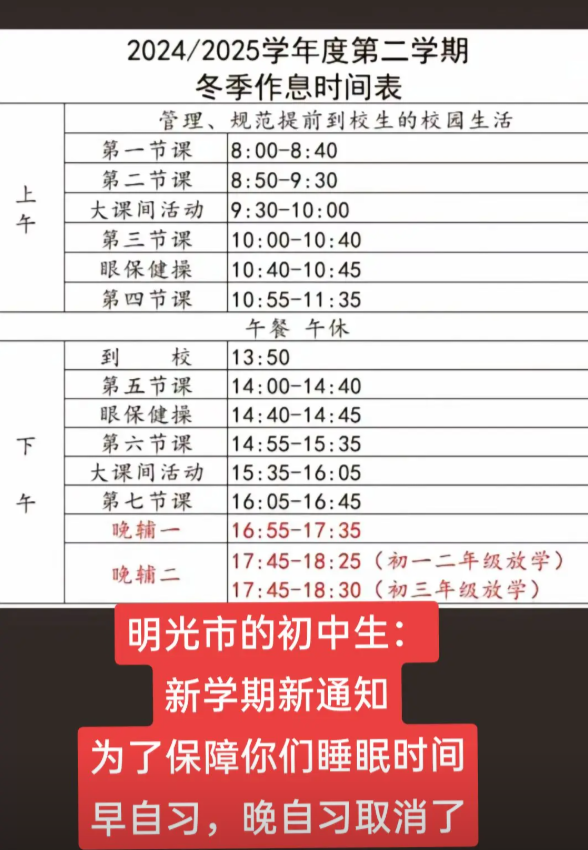 2024/2025学年度第二学期
冬季作息时间表
上午
管理、规范提前到校生的校园生活
第一节课 8:00-8:40
第二节课 8:50-9:30
大课间活动 9:30-10:00
第三节课 10:00-10:40
眼保健操 10:40-10:45
第四节课 10:55-11:35
午餐 午休
下午
到 校 13:50
第五节课 14:00-14:40
眼保健操 14:40-14:45
第六节课 14:55-15:35
大课间活动 15:35-16:05
第七节课 16:05-16:45
晚辅一 16:55-17:35
晚辅二 17:45-18:25（初一二年级放学）
17:45-18:30（初三年级放学）
明光市的初中生：
新学期新通知
为了保障你们睡眠时间
早自习，晚自习取消了